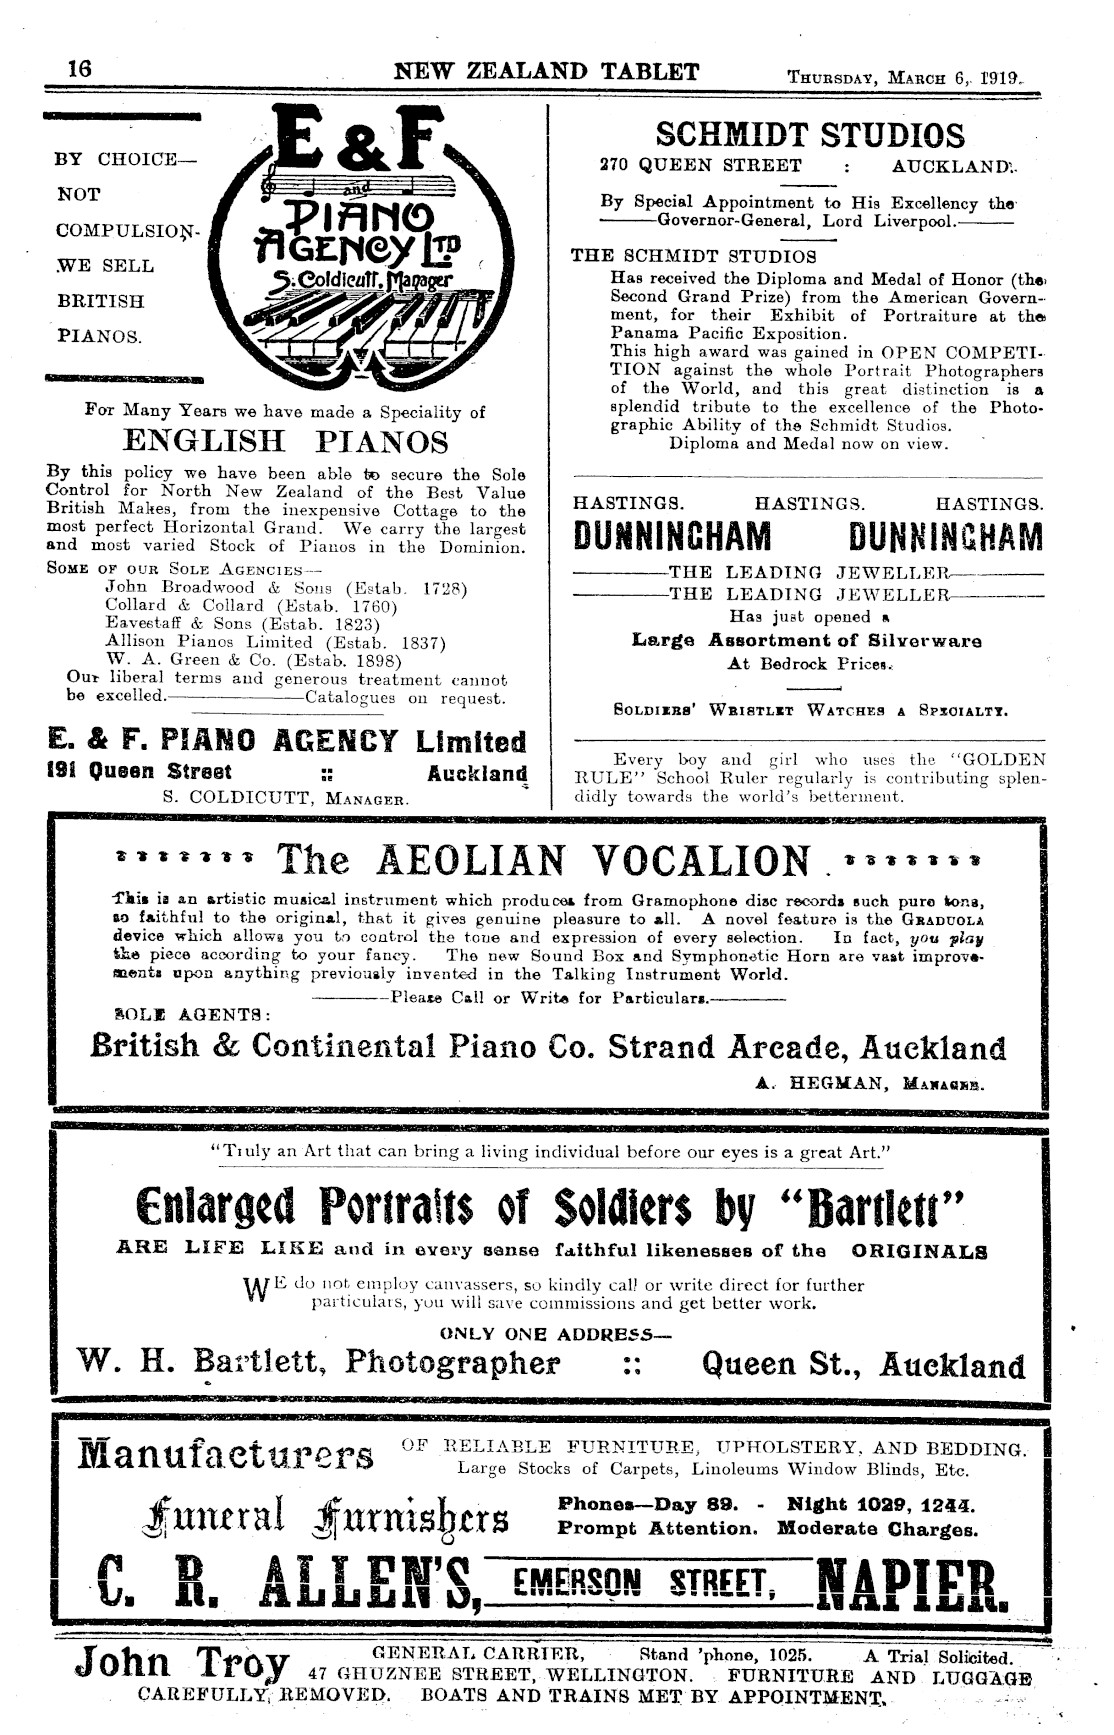 16
NEW ZEALAND TABLET
THURSDAY, MARCH 6, 1919.
BY CHOICE—
NOT
COMPULSION-
WE SELL
BRITISH
PIANOS.
E & F
and
PIANO
AGENCY LTD
S. Coldicutt, Manager
For Many Years we have made a Speciality of
ENGLISH PIANOS
By this policy we have been able to secure the Sole
Control for North New Zealand of the Best Value
British Makes, from the inexpensive Cottage to the
most perfect Horizontal Grand. We carry the largest
and most varied Stock of Pianos in the Dominion.
SOME OF OUR SOLE AGENCIES—
John Broadwood & Sons (Estab. 1728)
Collard & Collard (Estab. 1760)
Eavestaff & Sons (Estab. 1823)
Allison Pianos Limited (Estab. 1837)
W. A. Green & Co. (Estab. 1898)
Our liberal terms and generous treatment cannot
be excelled.————Catalogues on request.
E. & F. PIANO AGENCY Limited
191 Queen Street :: Auckland
S. COLDICUTT, MANAGER.
SCHMIDT STUDIOS
270 QUEEN STREET : AUCKLAND.
By Special Appointment to His Excellency the
——Governor-General, Lord Liverpool.——
THE SCHMIDT STUDIOS
Has received the Diploma and Medal of Honor (the
Second Grand Prize) from the American Govern-
ment, for their Exhibit of Portraiture at the
Panama Pacific Exposition.
This high award was gained in OPEN COMPETI-
TION against the whole Portrait Photographers
of the World, and this great distinction is a
splendid tribute to the excellence of the Photo-
graphic Ability of the Schmidt Studios.
Diploma and Medal now on view.
HASTINGS. HASTINGS. HASTINGS.
DUNNINGHAM DUNNINGHAM
———THE LEADING JEWELLER———
———THE LEADING JEWELLER———
Has just opened a
Large Assortment of Silverware
At Bedrock Prices.
SOLDIERS' WRISTLET WATCHES A SPECIALTY.
Every boy and girl who uses the "GOLDEN
RULE" School Ruler regularly is contributing splen-
didly towards the world's betterment.
The AEOLIAN VOCALION.
This is an artistic musical instrument which produces from Gramophone disc records such pure tons,
so faithful to the original, that it gives genuine pleasure to all. A novel feature is the GRADUOLA
device which allows you to control the tone and expression of every selection. In fact, you play
the piece according to your fancy. The new Sound Box and Symphonetic Horn are vast improve-
ments upon anything previously invented in the Talking Instrument World.
———Please Call or Write for Particulars.———
SOLE AGENTS:
British & Continental Piano Co. Strand Arcade, Auckland
A. HEGMAN, MANAGER.
"Truly an Art that can bring a living individual before our eyes is a great Art."
Enlarged Portraits of Soldiers by "Bartlett"
ARE LIFE LIKE and in every sense faithful likenesses of the ORIGINALS
WE do not employ canvassers, so kindly call or write direct for further
particulars, you will save commissions and get better work.
ONLY ONE ADDRESS—
W. H. Bartlett, Photographer :: Queen St., Auckland
Manufacturers OF RELIABLE FURNITURE, UPHOLSTERY, AND BEDDING.
Large Stocks of Carpets, Linoleums Window Blinds, Etc.
Funeral Furnishers
Phones—Day 89. - Night 1029, 1244.
Prompt Attention. Moderate Charges.
C. R. ALLEN'S, EMERSON STREET, NAPIER.
John Troy GENERAL CARRIER, Stand 'phone, 1025. A Trial Solicited.
47 GHUZNEE STREET, WELLINGTON. FURNITURE AND LUGGAGE
CAREFULLY REMOVED. BOATS AND TRAINS MET BY APPOINTMENT.